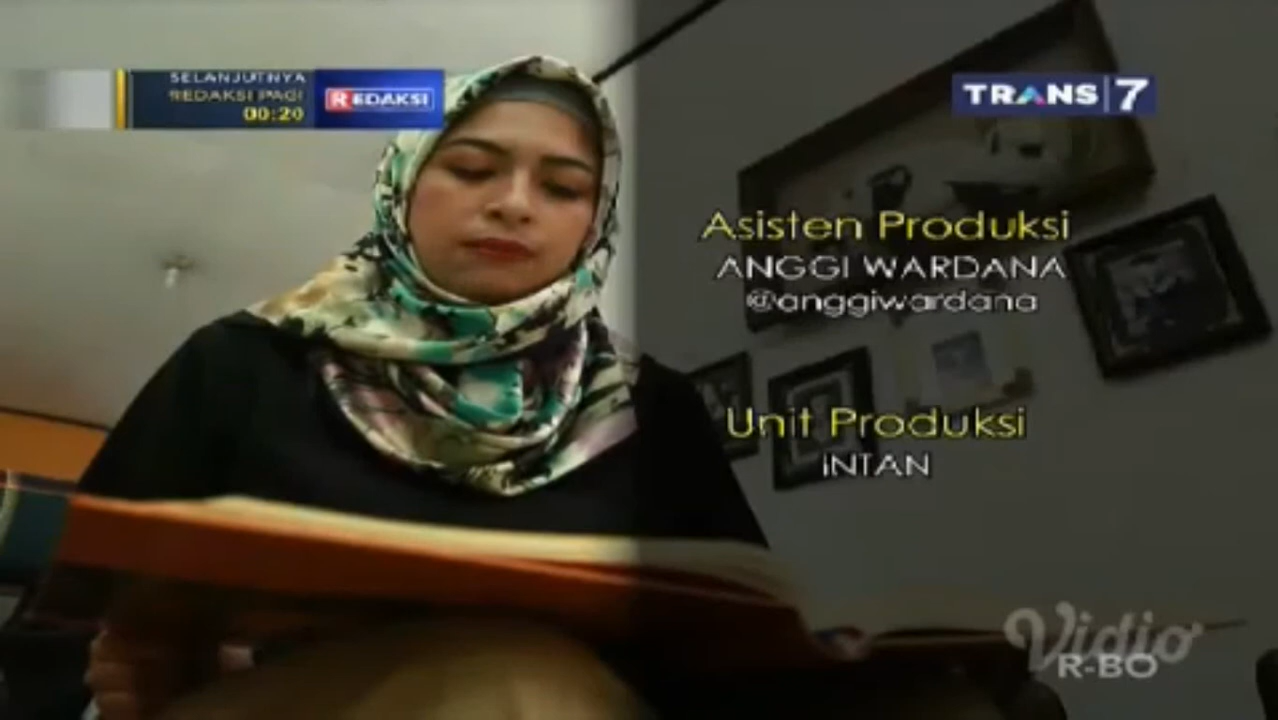 SELANJUTNYA
REDAKSI PAGI
00:20
REDAKSI
TRANS|7
Asisten Produksi
ANGGI WARDANA
@anggiwardana
Unit Produksi
INTAN
Vidio
R-BO